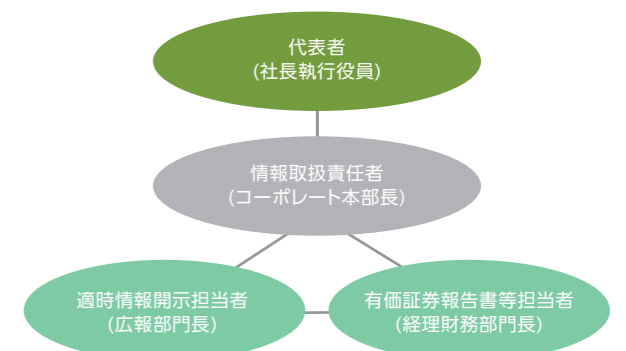 代表者
(社長執行役員)
情報取扱責任者
(コーポレート本部長)
適時情報開示担当者
(広報部門長)
有価証券報告書等担当者
(経理財務部門長)